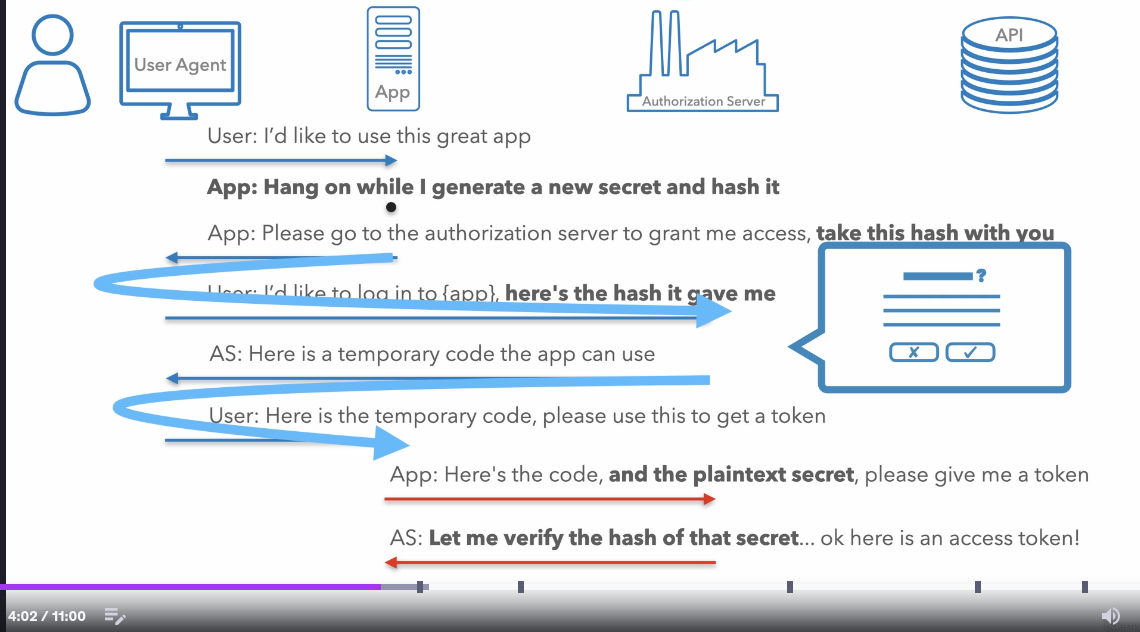 User Agent
App
Authorization Server
API
User: I'd like to use this great app
App: Hang on while I generate a new secret and hash it
App: Please go to the authorization server to grant me access, take this hash with you
?
User: I'd like to log in to {app}, here's the hash it gave me
AS: Here is a temporary code the app can use
User: Here is the temporary code, please use this to get a token
App: Here's the code, and the plaintext secret, please give me a token
AS: Let me verify the hash of that secret... ok here is an access token!
4:02 / 11:00